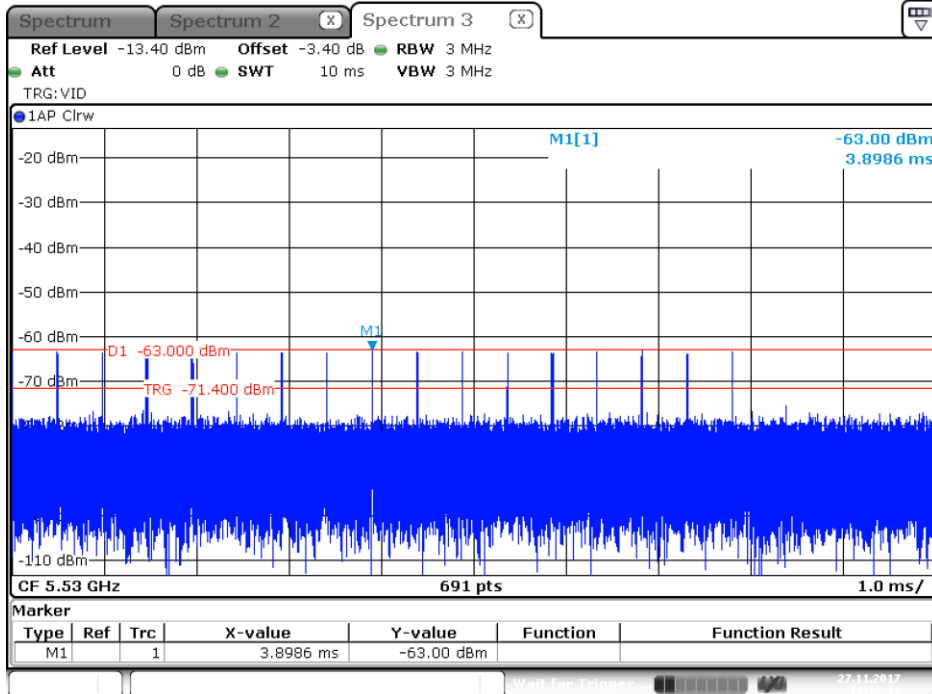 Spectrum Spectrum 2 X Spectrum 3 X
Ref Level -13.40 dBm Offset -3.40 dB RBW 3 MHz
Att 0 dB SWT 10 ms VBW 3 MHz
TRG:VID
1AP Clrw
M1[1] -63.00 dBm
3.8986 ms
-20 dBm
-30 dBm
-40 dBm
-50 dBm
-60 dBm
M1
D1 -63.000 dBm
-70 dBm
TRG -71.400 dBm
-110 dBm
CF 5.53 GHz 691 pts 1.0 ms/
Marker
Type Ref Trc X-value Y-value Function Function Result
M1 1 3.8986 ms -63.00 dBm
Wait for Trigger... 27.11.2017